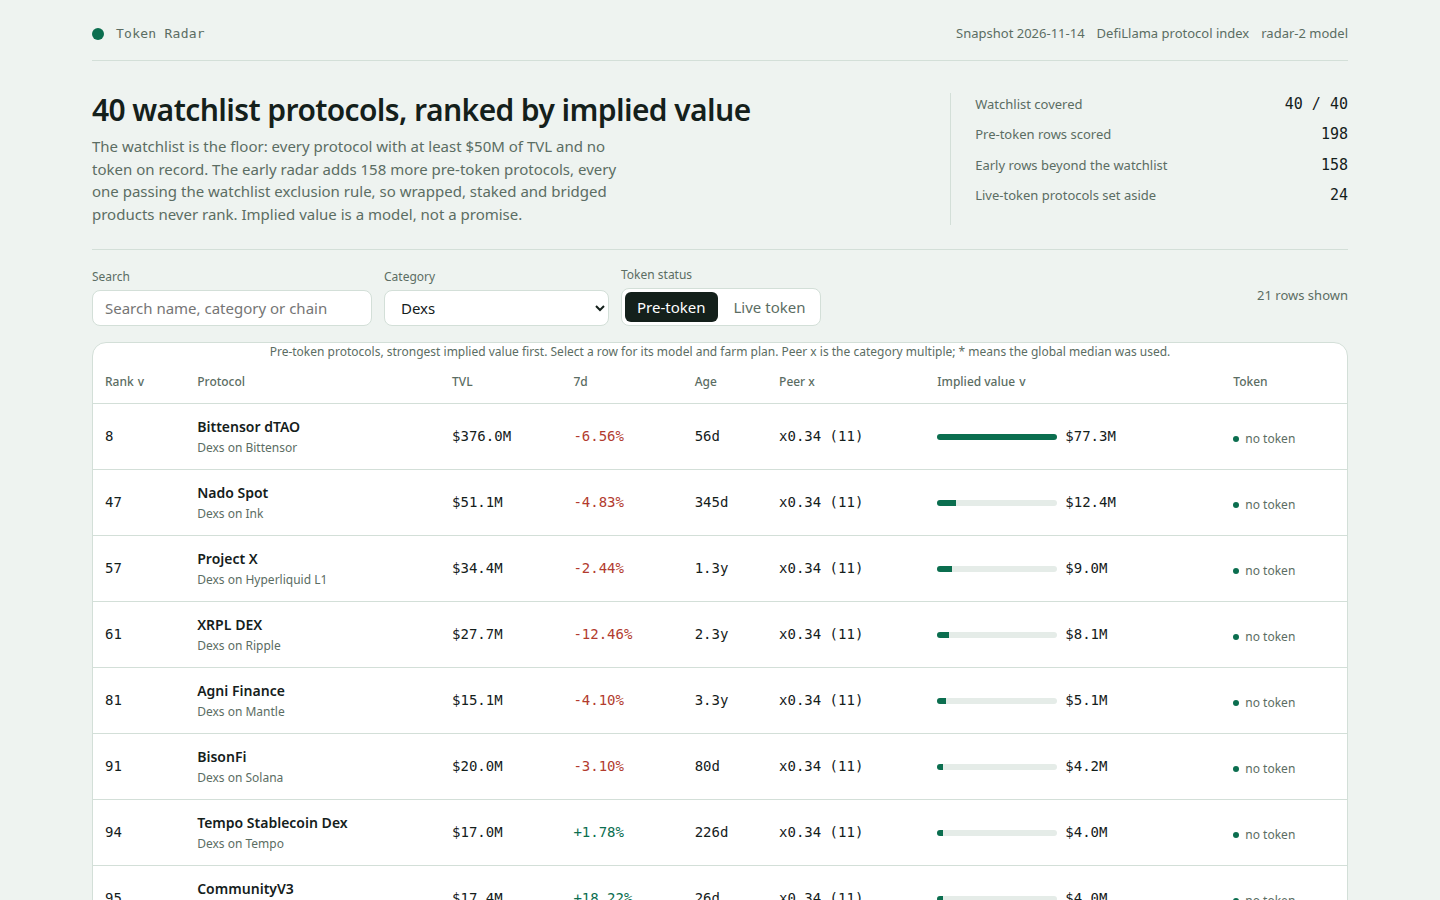 Token Radar
Snapshot 2026-11-14 DefiLlama protocol index radar-2 model
40 watchlist protocols, ranked by implied value
The watchlist is the floor: every protocol with at least $50M of TVL and no
token on record. The early radar adds 158 more pre-token protocols, every
one passing the watchlist exclusion rule, so wrapped, staked and bridged
products never rank. Implied value is a model, not a promise.
Watchlist covered 40 / 40
Pre-token rows scored 198
Early rows beyond the watchlist 158
Live-token protocols set aside 24
Search
Search name, category or chain
Category
Dexs
Token status
Pre-token Live token
21 rows shown
Pre-token protocols, strongest implied value first. Select a row for its model and farm plan. Peer x is the category multiple; * means the global median was used.
Rank v Protocol TVL 7d Age Peer x Implied value v Token
8 Bittensor dTAO $376.0M -6.56% 56d x0.34 (11) $77.3M no token
Dexs on Bittensor
47 Nado Spot $51.1M -4.83% 345d x0.34 (11) $12.4M no token
Dexs on Ink
57 Project X $34.4M -2.44% 1.3y x0.34 (11) $9.0M no token
Dexs on Hyperliquid L1
61 XRPL DEX $27.7M -12.46% 2.3y x0.34 (11) $8.1M no token
Dexs on Ripple
81 Agni Finance $15.1M -4.10% 3.3y x0.34 (11) $5.1M no token
Dexs on Mantle
91 BisonFi $20.0M -3.10% 80d x0.34 (11) $4.2M no token
Dexs on Solana
94 Tempo Stablecoin Dex $17.0M +1.78% 226d x0.34 (11) $4.0M no token
Dexs on Tempo
95 CommunityV3 $17.4M +18.22% 26d x0.34 (11) $4.0M no token